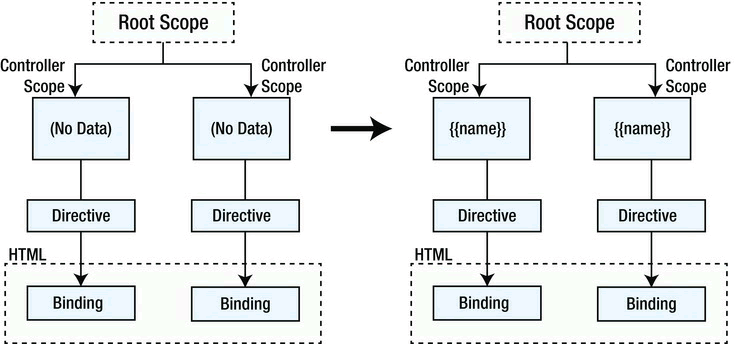 Root Scope
Controller
Scope
Controller
Scope
(No Data)
(No Data)
Directive
Directive
HTML
Binding
Binding
Root Scope
Controller
Scope
Controller
Scope
{{name}}
{{name}}
Directive
Directive
HTML
Binding
Binding